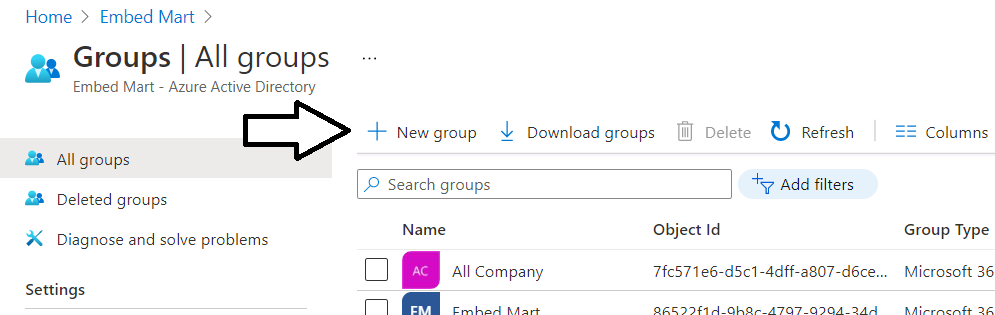 Home > Embed Mart >
Groups | All groups ...
Embed Mart - Azure Active Directory
New group Download groups Delete Refresh Columns
All groups
Deleted groups
Diagnose and solve problems
Settings
Search groups Add filters
Name Object Id Group Type
AC All Company 7fc571e6-d5c1-4dff-a807-d6ce... Microsoft 36
EM Embed Mart 86522f1d-9b8c-4797-9294-34d